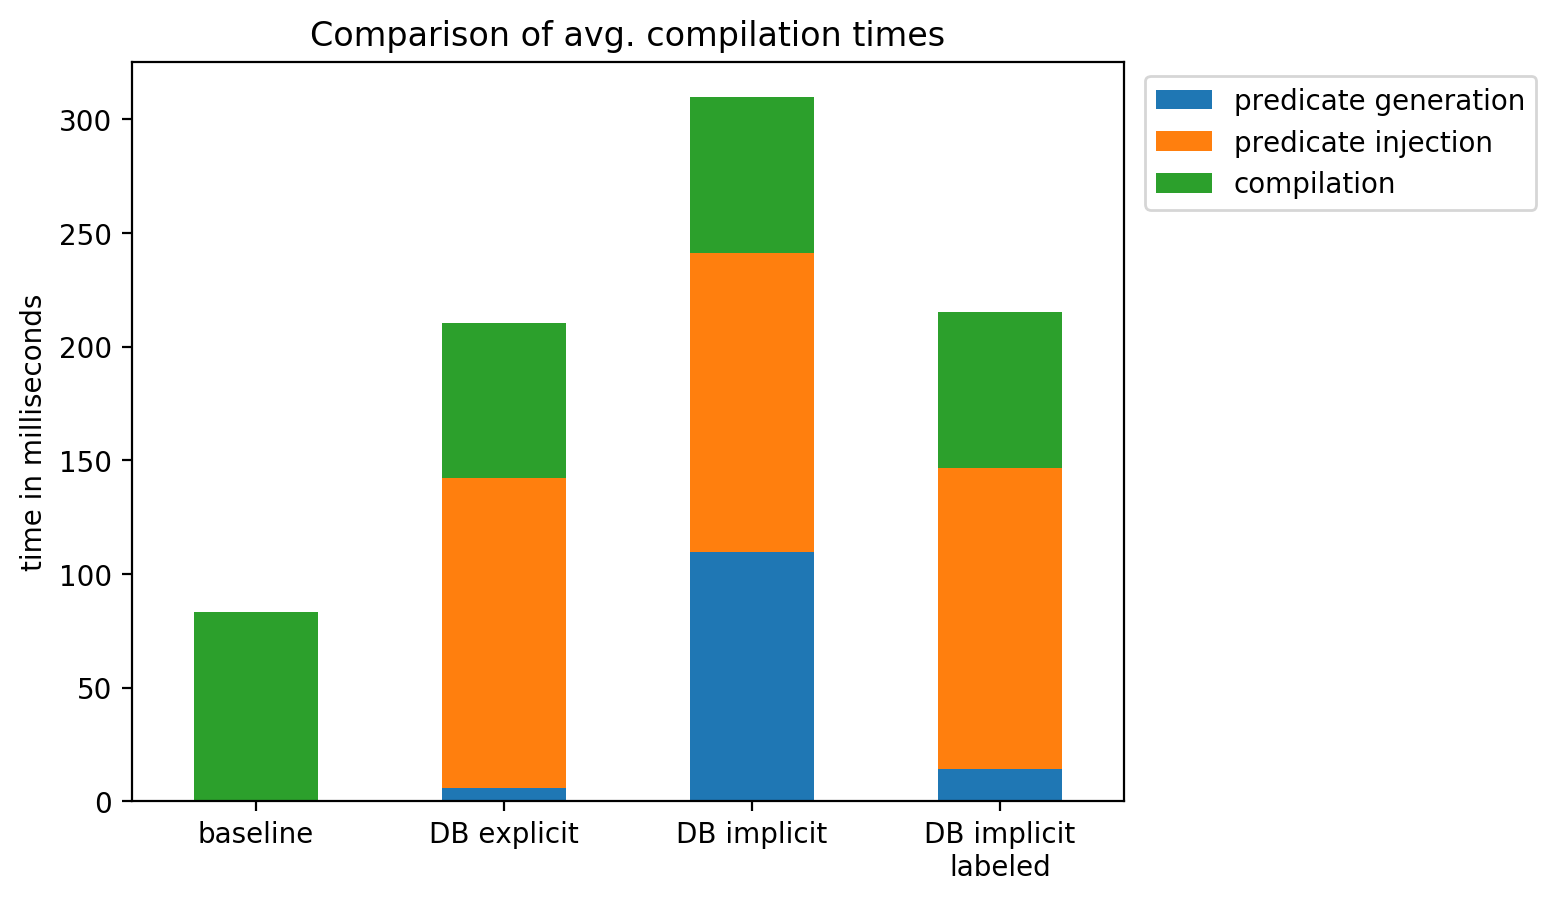 Comparison of avg. compilation times
time in milliseconds
300
250
200
150
100
50
0
baseline
DB explicit
DB implicit
DB implicit
labeled
predicate generation
predicate injection
compilation